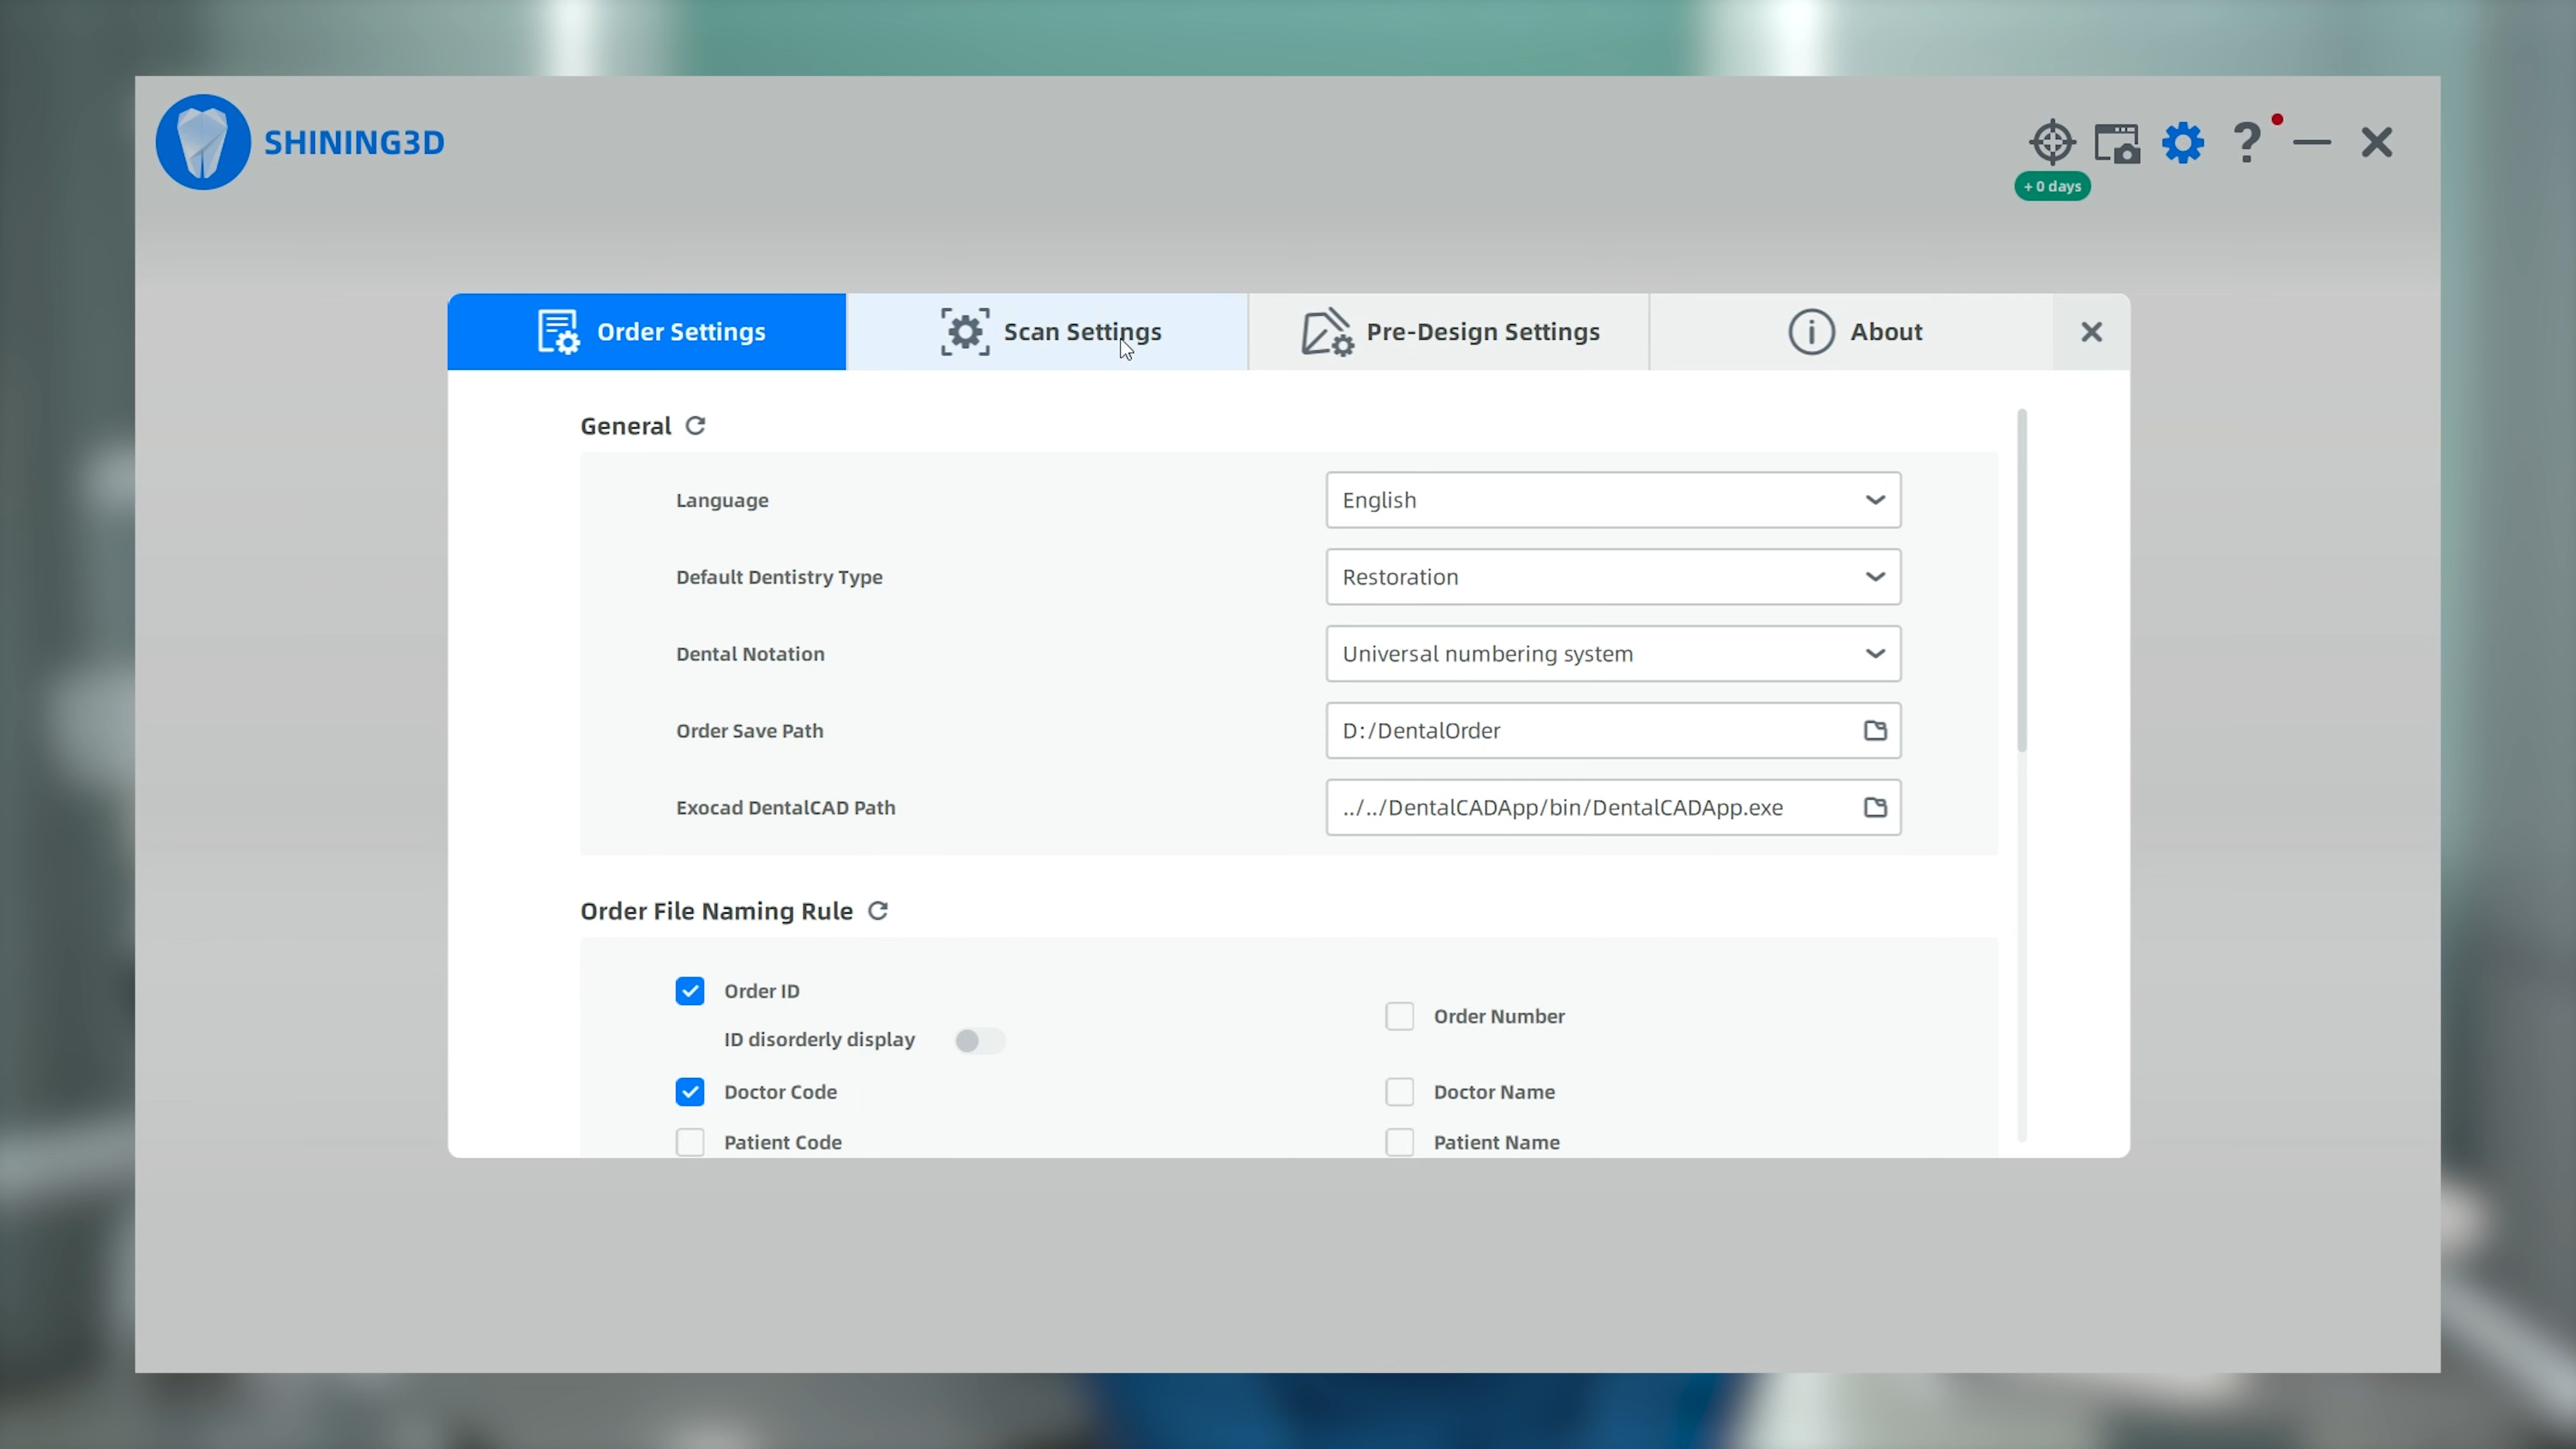 SHINING3D
?
+ 0 days
Order Settings
Scan Settings
Pre-Design Settings
About
General
Language
English
Default Dentistry Type
Restoration
Dental Notation
Universal numbering system
Order Save Path
D:/DentalOrder
Exocad DentalCAD Path
../../DentalCADApp/bin/DentalCADApp.exe
Order File Naming Rule
Order ID
Order Number
ID disorderly display
Doctor Code
Doctor Name
Patient Code
Patient Name